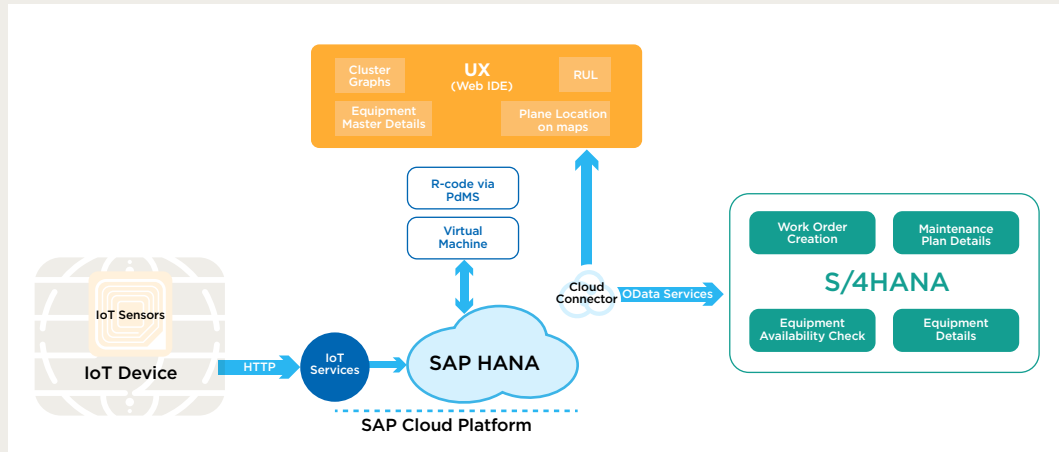 Cluster
Graphs
UX
(Web IDE)
RUL
Equipment
Master Details
Plane Location
on maps
R-code via
PdMS
Virtual
Machine
Work Order
Creation
Maintenance
Plan Details
S/4HANA
Equipment
Availability Check
Equipment
Details
Cloud
Connector
OData Services
IoT Sensors
IoT Device
HTTP
IoT
Services
SAP HANA
SAP Cloud Platform